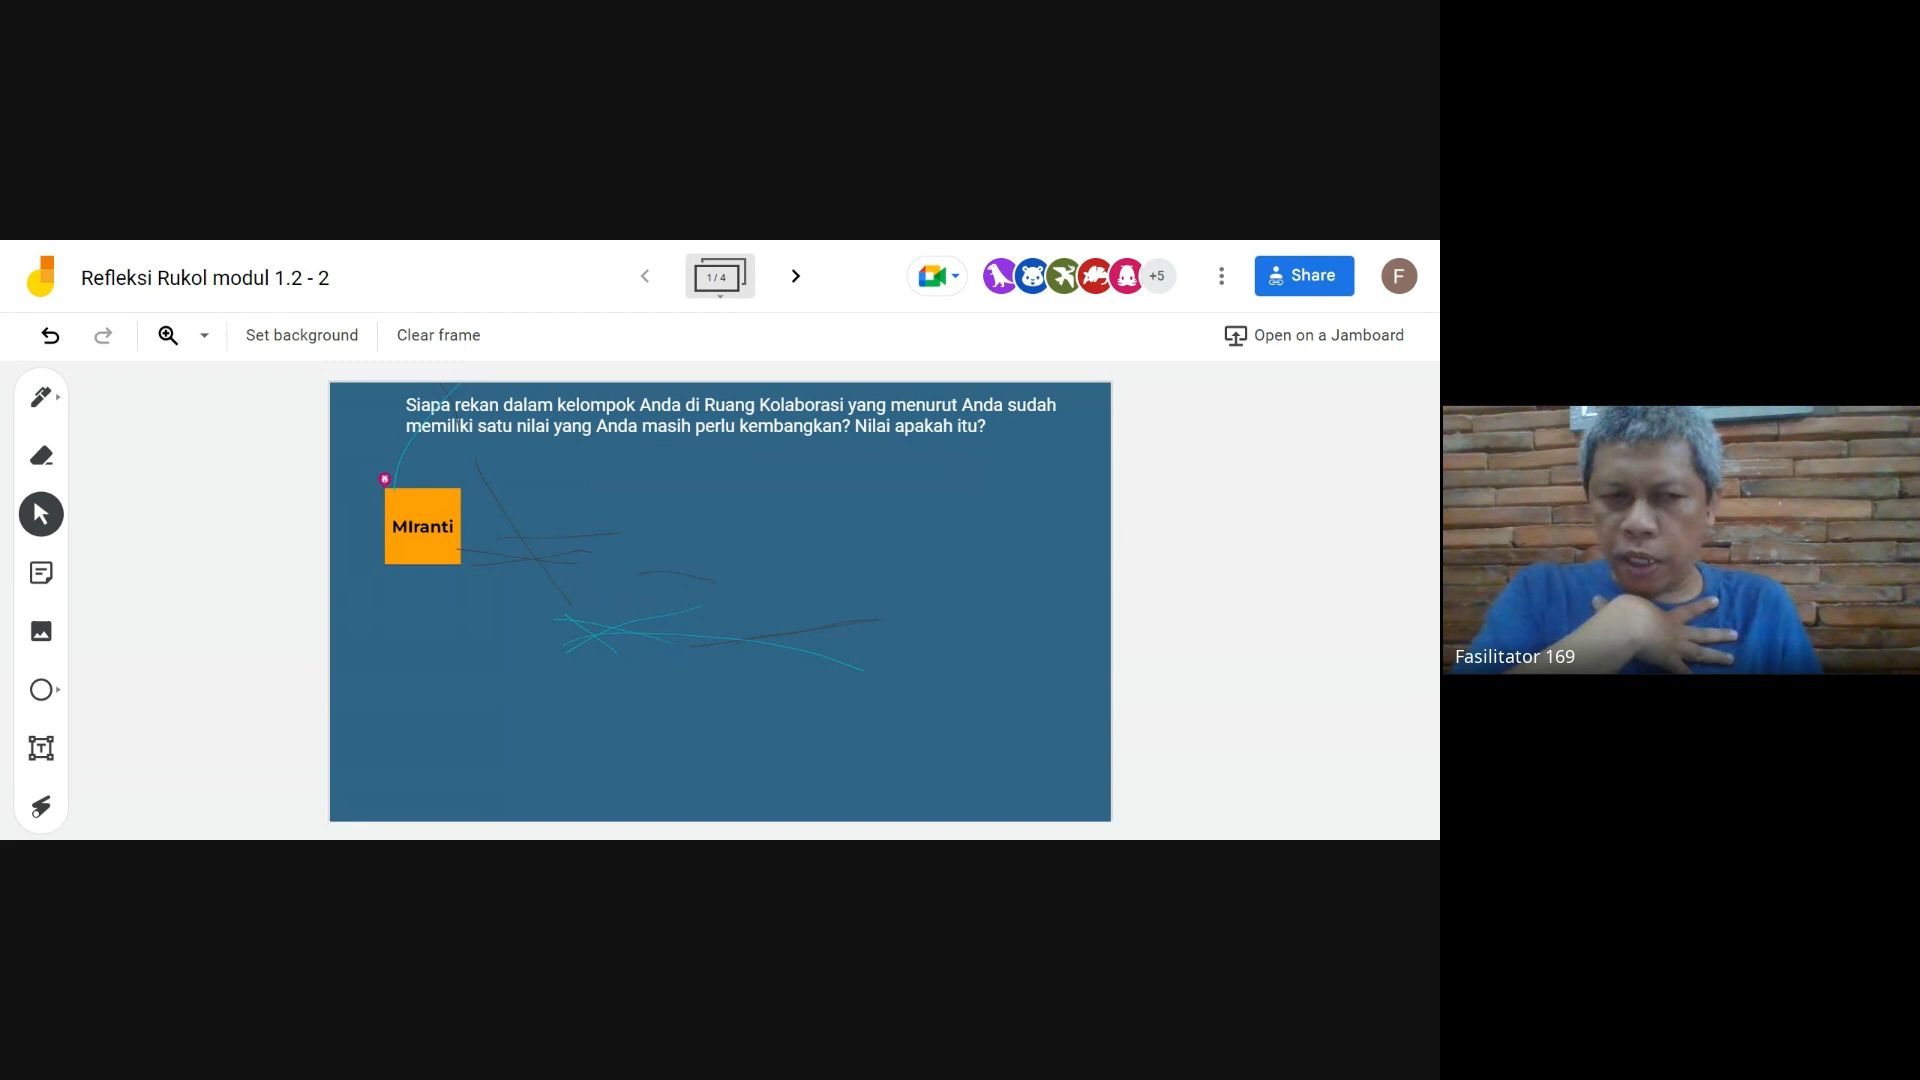 Refleksi Rukol modul 1.2 - 2
1 / 4
+5
Share
F
Set background
Clear frame
Open on a Jamboard
Siapa rekan dalam kelompok Anda di Ruang Kolaborasi yang menurut Anda sudah
memiliki satu nilai yang Anda masih perlu kembangkan? Nilai apakah itu?
MIranti
Fasilitator 169